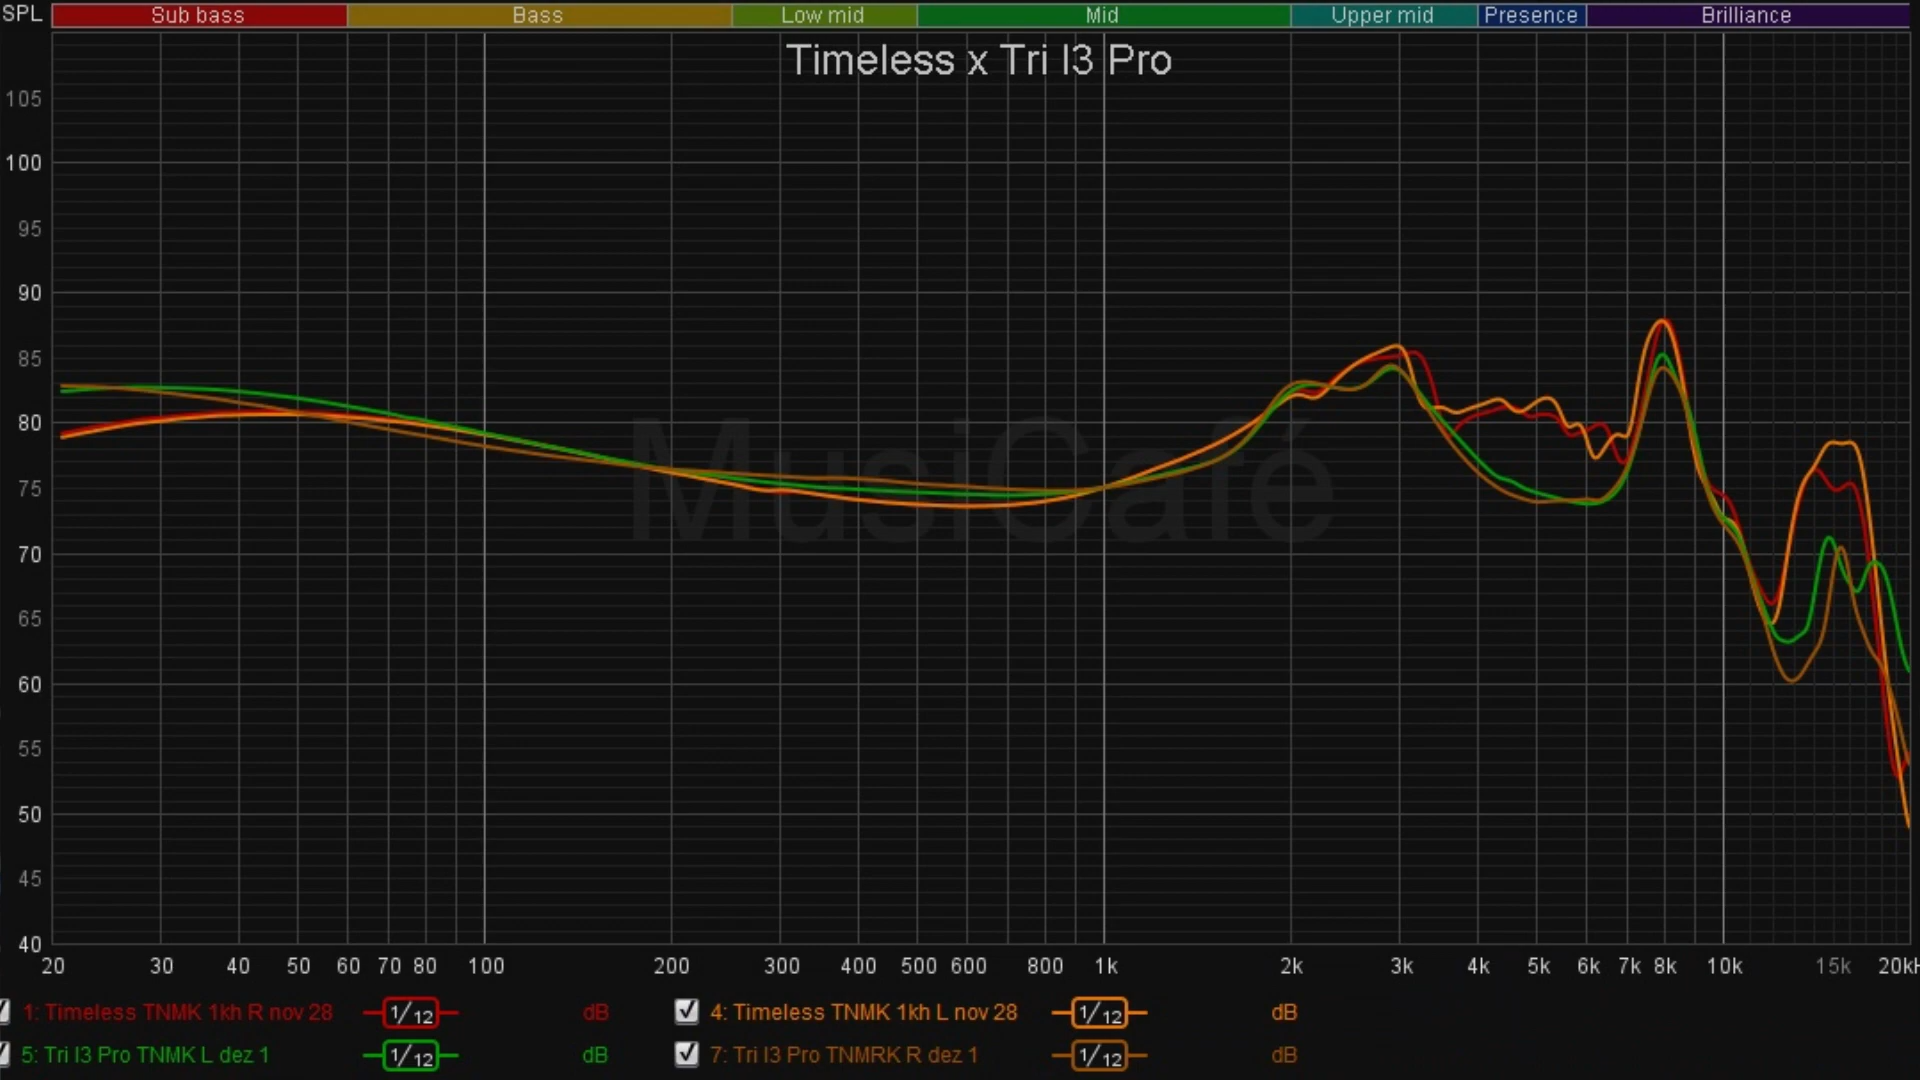 SPL Sub bass Bass Low mid Mid Upper mid Presence Brilliance
Timeless x Tri I3 Pro
105
100
95
90
85
80
MusiCafé
75
70
65
60
55
50
45
40
20 30 40 50 60 70 80 100 200 300 400 500 600 800 1k 2k 3k 4k 5k 6k 7k 8k 10k 15k 20kH
1: Timeless TNMK 1kh R nov 28 1/12 dB 4: Timeless TNMK 1kh L nov 28 1/12 dB
5: Tri I3 Pro TNMK L dez 1 1/12 dB 7: Tri I3 Pro TNMRK R dez 1 1/12 dB